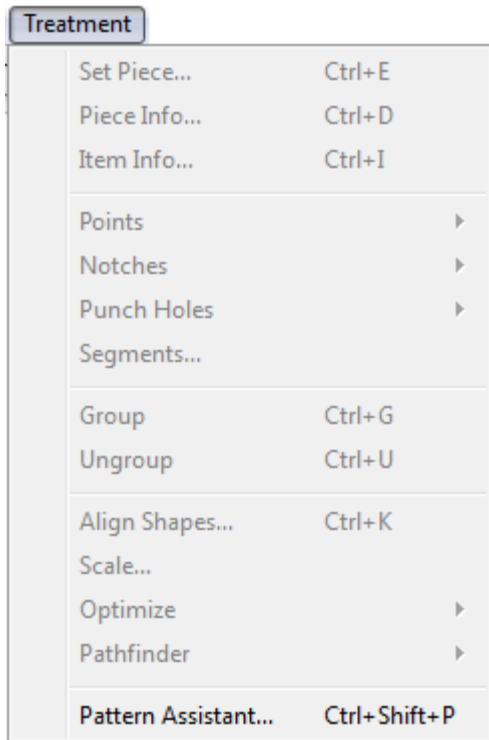 Treatment
Set Piece... Ctrl+E
Piece Info... Ctrl+D
Item Info... Ctrl+I
Points
Notches
Punch Holes
Segments...
Group Ctrl+G
Ungroup Ctrl+U
Align Shapes... Ctrl+K
Scale...
Optimize
Pathfinder
Pattern Assistant... Ctrl+Shift+P